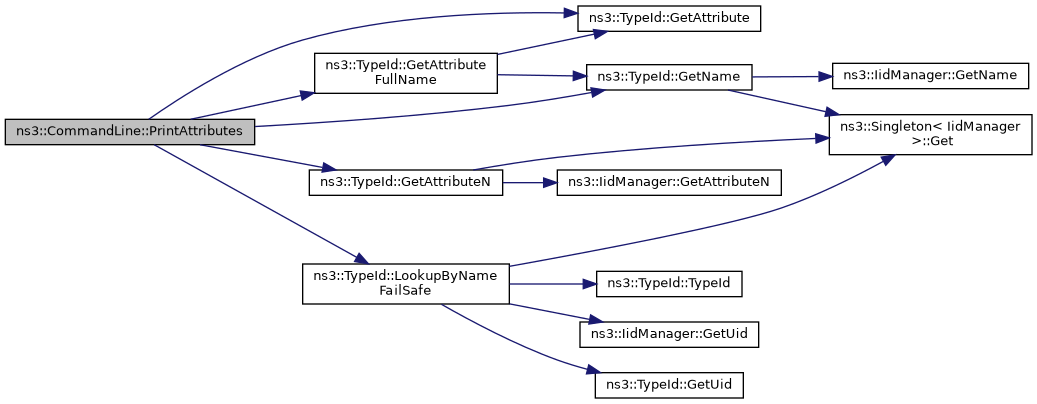 ns3::CommandLine::PrintAttributes
ns3::TypeId::GetAttribute
ns3::TypeId::GetAttribute
FullName
ns3::TypeId::GetName
ns3::IidManager::GetName
ns3::Singleton< IidManager
>::Get
ns3::TypeId::GetAttributeN
ns3::IidManager::GetAttributeN
ns3::TypeId::LookupByName
FailSafe
ns3::TypeId::TypeId
ns3::IidManager::GetUid
ns3::TypeId::GetUid